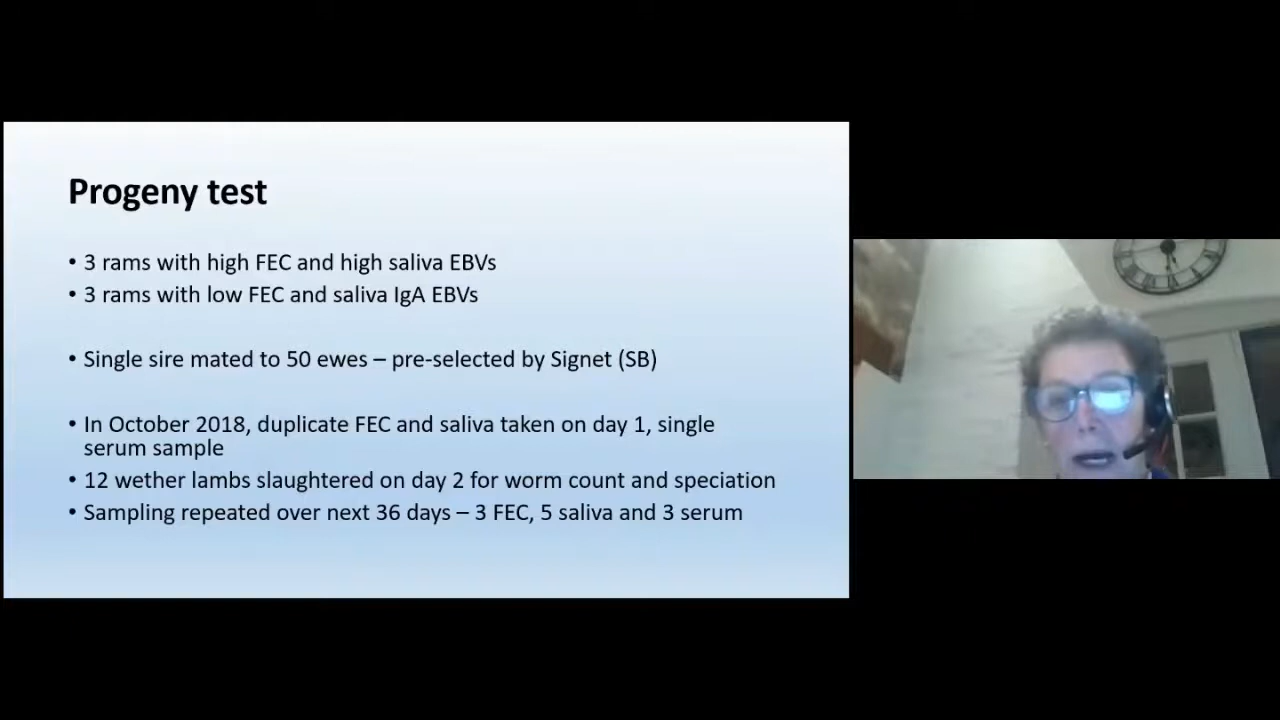 Progeny test
• 3 rams with high FEC and high saliva EBVs
• 3 rams with low FEC and saliva IgA EBVs
• Single sire mated to 50 ewes – pre-selected by Signet (SB)
• In October 2018, duplicate FEC and saliva taken on day 1, single
serum sample
• 12 wether lambs slaughtered on day 2 for worm count and speciation
• Sampling repeated over next 36 days – 3 FEC, 5 saliva and 3 serum